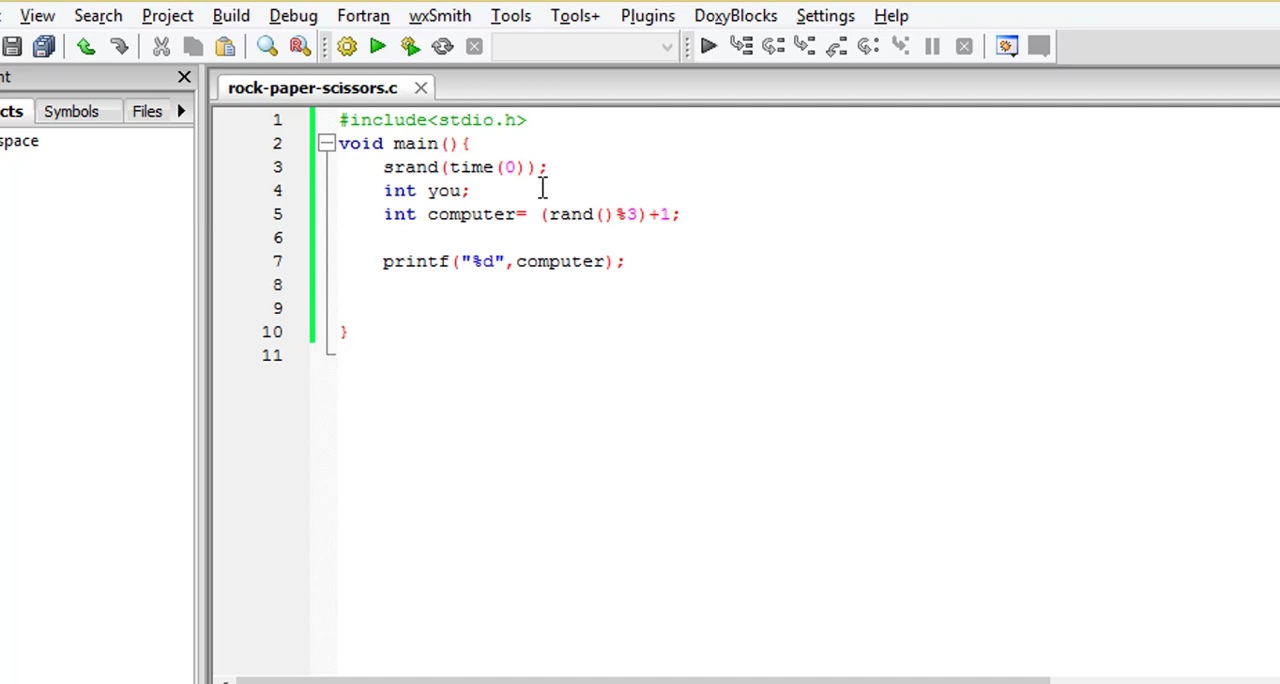 View Search Project Build Debug Fortran wxSmith Tools Tools+ Plugins DoxyBlocks Settings Help
nt
rock-paper-scissors.c
cts Symbols Files
space
1 #include<stdio.h>
2 void main(){
3 srand(time(0));
4 int you;
5 int computer= (rand()%3)+1;
6
7 printf("%d",computer);
8
9
10 }
11